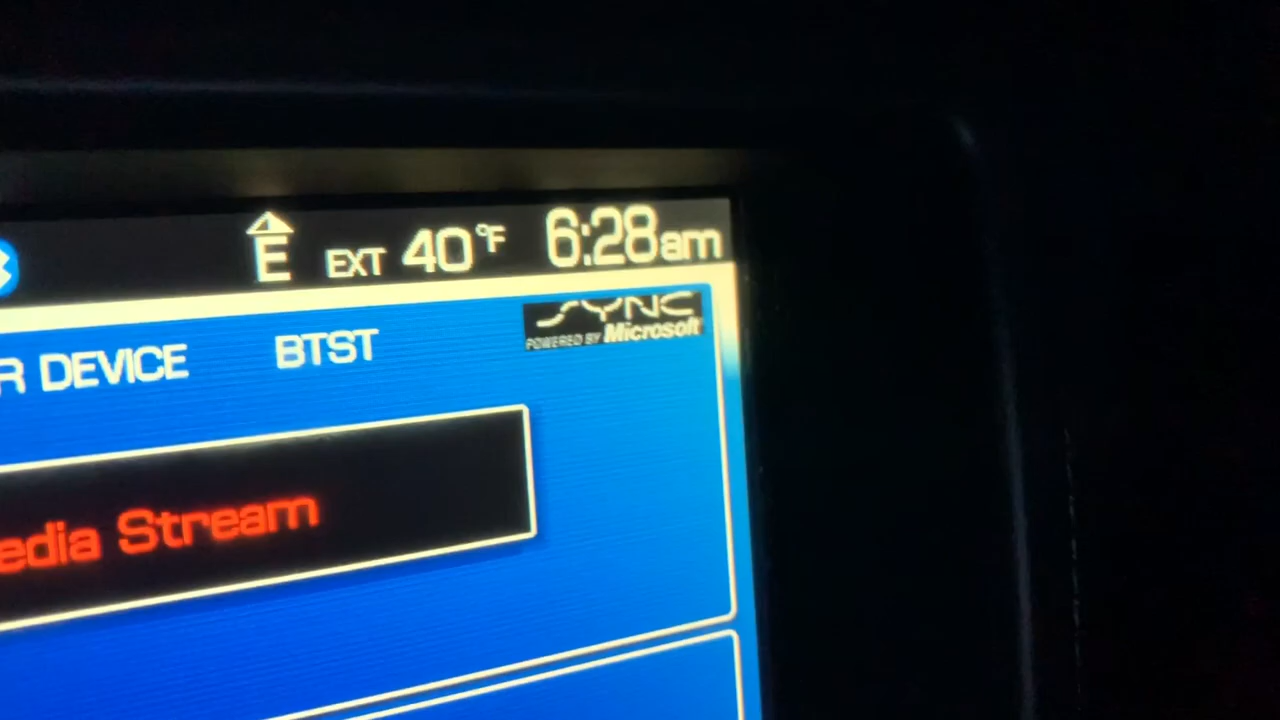 E EXT 40°F 6:28am
R DEVICE BTST
SYNC
POWERED BY Microsoft
edia Stream